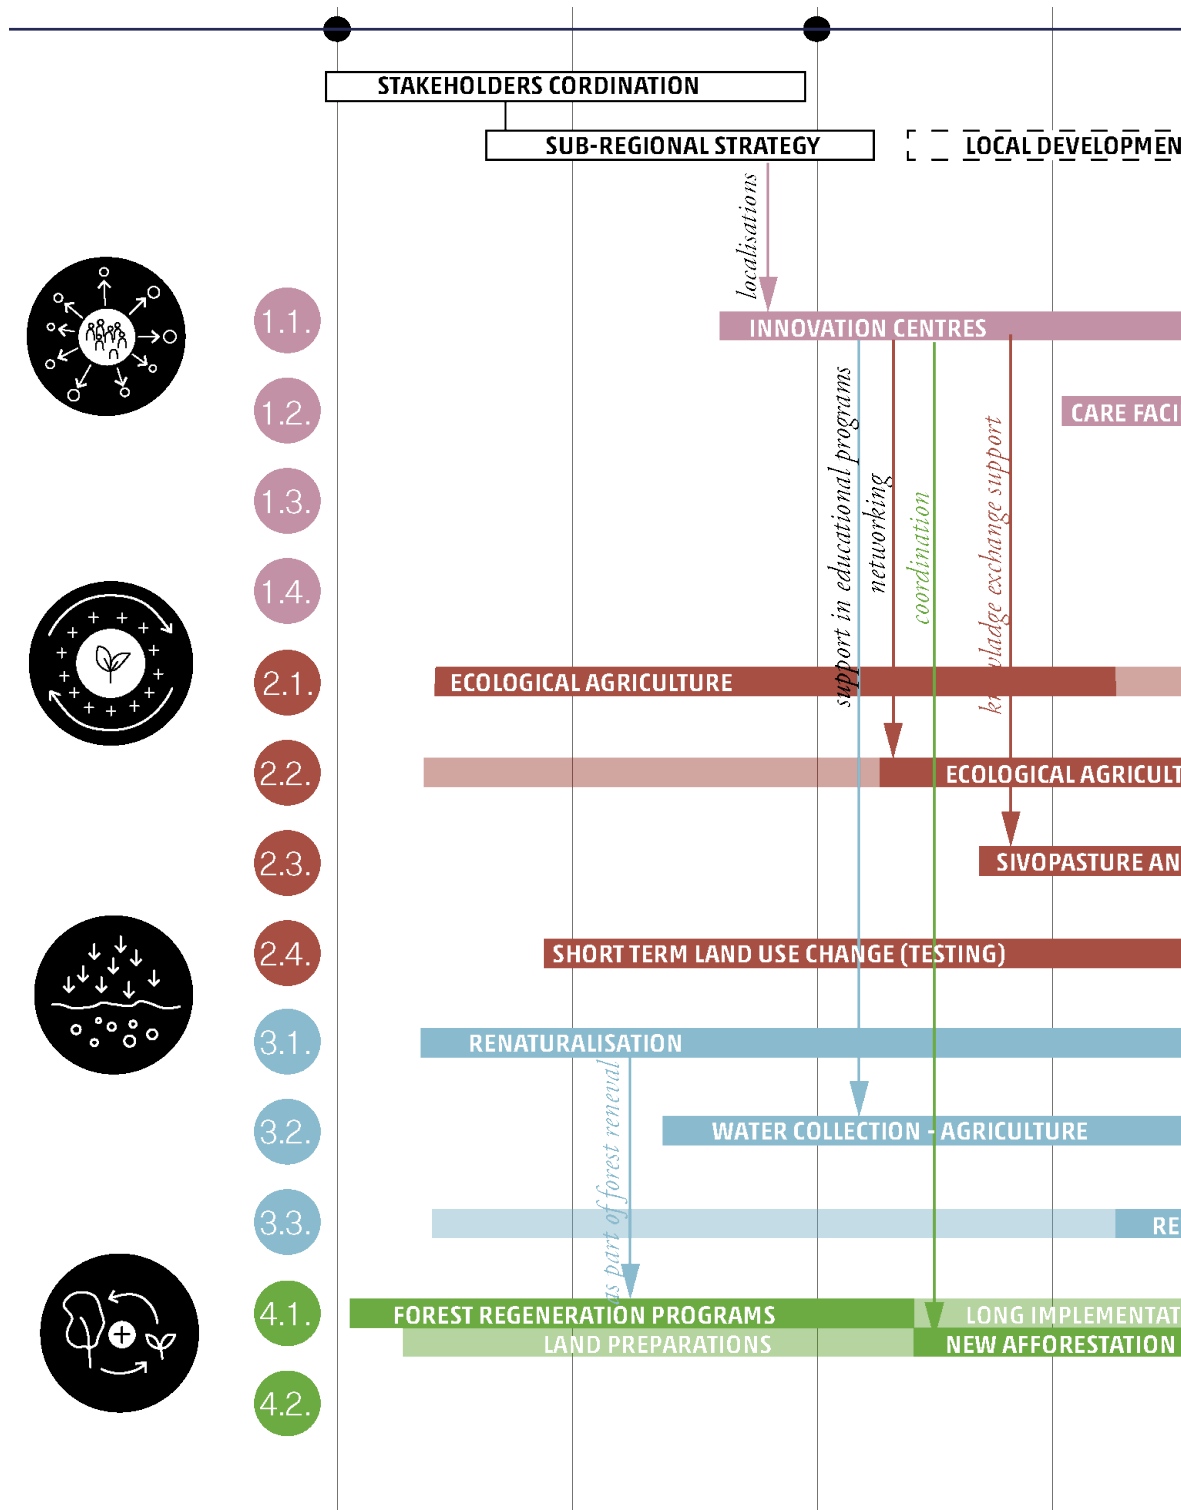 STAKEHOLDERS CORDINATION
SUB-REGIONAL STRATEGY
LOCAL DEVELOPMEN
localisations
1.1.
INNOVATION CENTRES
support in educational programs
networking
coordination
knowladge exchange support
1.2.
CARE FACI
1.3.
1.4.
2.1.
ECOLOGICAL AGRICULTURE
2.2.
ECOLOGICAL AGRICULT
2.3.
SIVOPASTURE AN
2.4.
SHORT TERM LAND USE CHANGE (TESTING)
3.1.
RENATURALISATION
as part of forest reneval
3.2.
WATER COLLECTION - AGRICULTURE
3.3.
RE
4.1.
FOREST REGENERATION PROGRAMS
LONG IMPLEMENTAT
LAND PREPARATIONS
NEW AFFORESTATION
4.2.